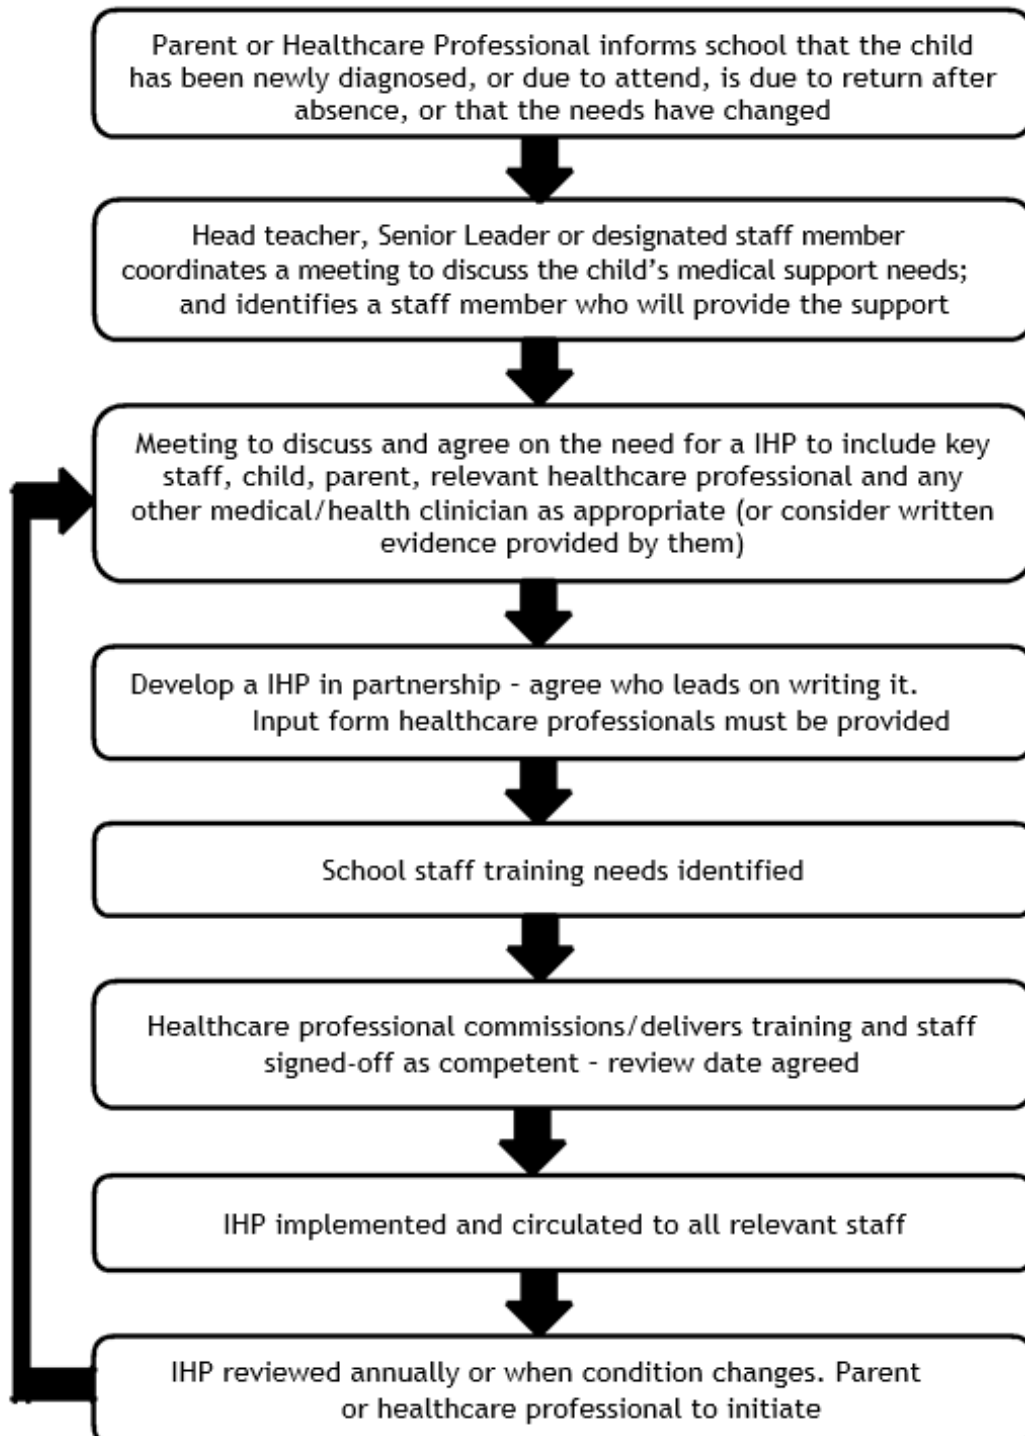 Parent or Healthcare Professional informs school that the child
has been newly diagnosed, or due to attend, is due to return after
absence, or that the needs have changed
Head teacher, Senior Leader or designated staff member
coordinates a meeting to discuss the child's medical support needs;
and identifies a staff member who will provide the support
Meeting to discuss and agree on the need for a IHP to include key
staff, child, parent, relevant healthcare professional and any
other medical/health clinician as appropriate (or consider written
evidence provided by them)
Develop a IHP in partnership - agree who leads on writing it.
Input form healthcare professionals must be provided
School staff training needs identified
Healthcare professional commissions/delivers training and staff
signed-off as competent - review date agreed
IHP implemented and circulated to all relevant staff
IHP reviewed annually or when condition changes. Parent
or healthcare professional to initiate